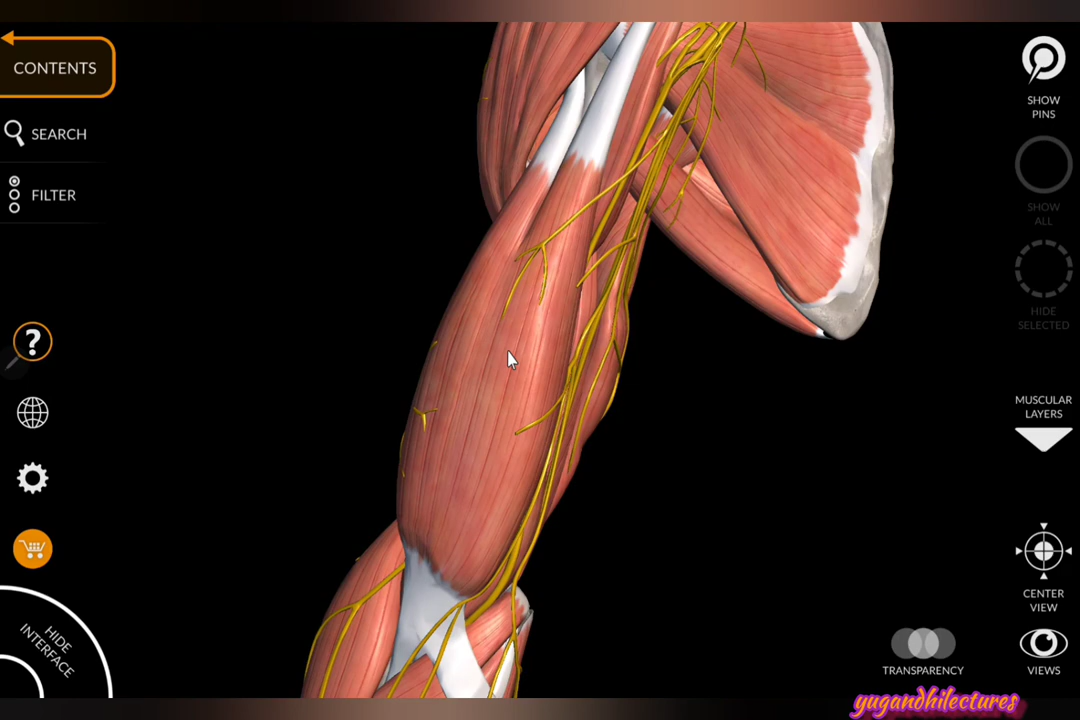 CONTENTS
SEARCH
FILTER
?
HIDE
INTERFACE
SHOW
PINS
SHOW
ALL
HIDE
SELECTED
MUSCULAR
LAYERS
CENTER
VIEW
TRANSPARENCY
VIEWS
yugandhilectures